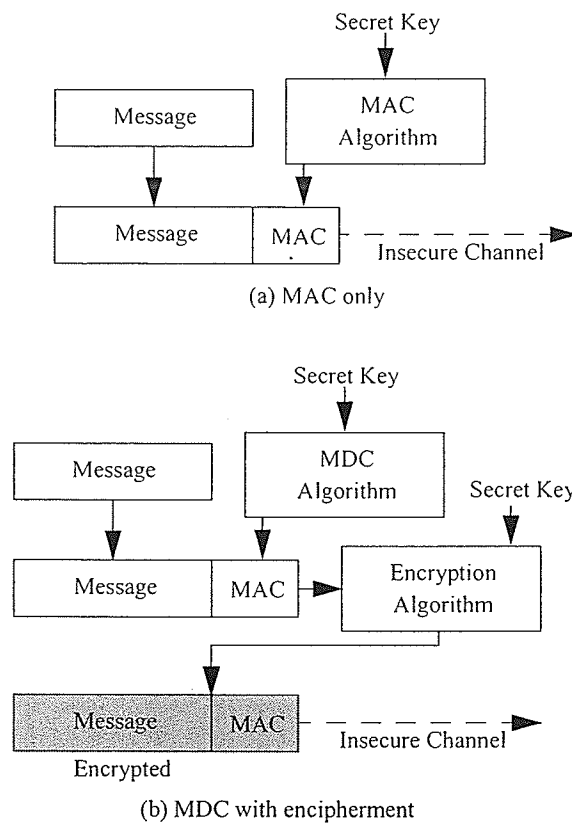 Secret Key
Message
MAC
Algorithm
Message
MAC
Insecure Channel
(a) MAC only
Secret Key
Message
MDC
Algorithm
Secret Key
Message
MAC
Encryption
Algorithm
Message
MAC
Insecure Channel
Encrypted
(b) MDC with encipherment